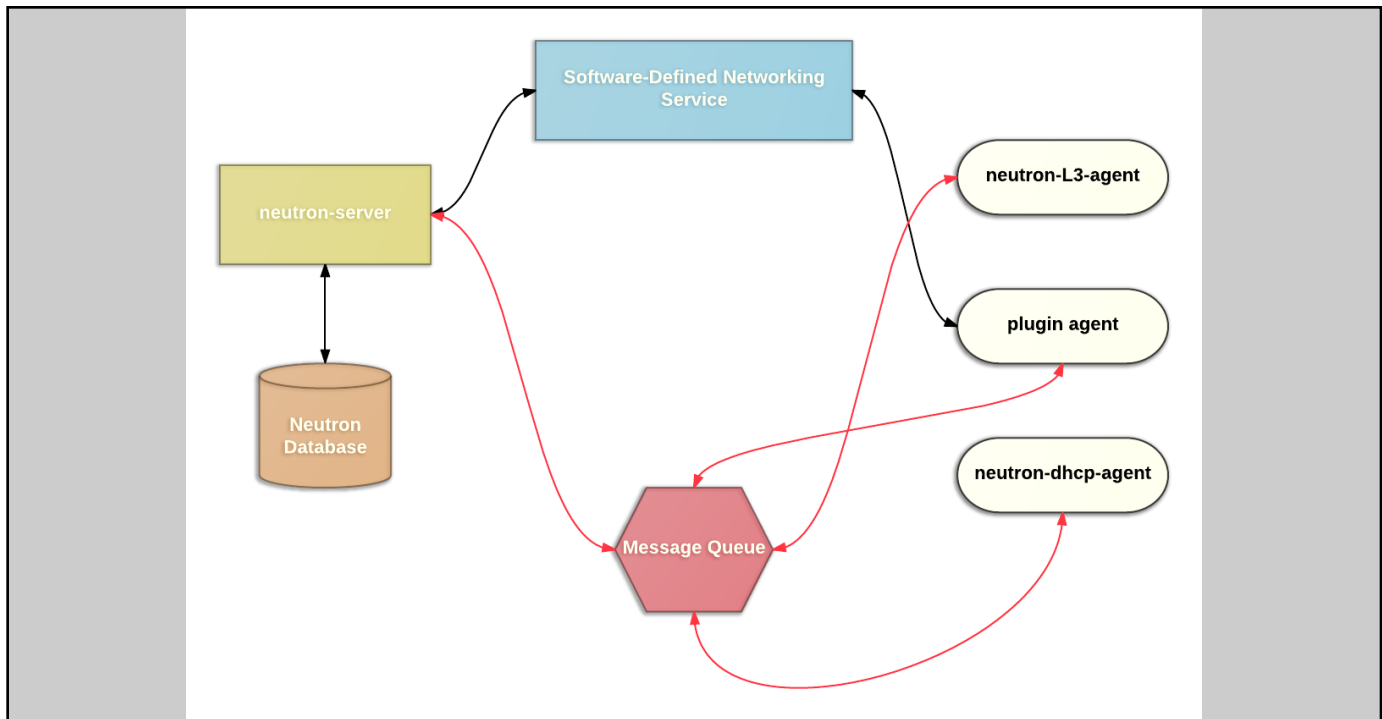 Software-Defined Networking
Service
neutron-L3-agent
neutron-server
plugin agent
Neutron
Database
neutron-dhcp-agent
Message Queue